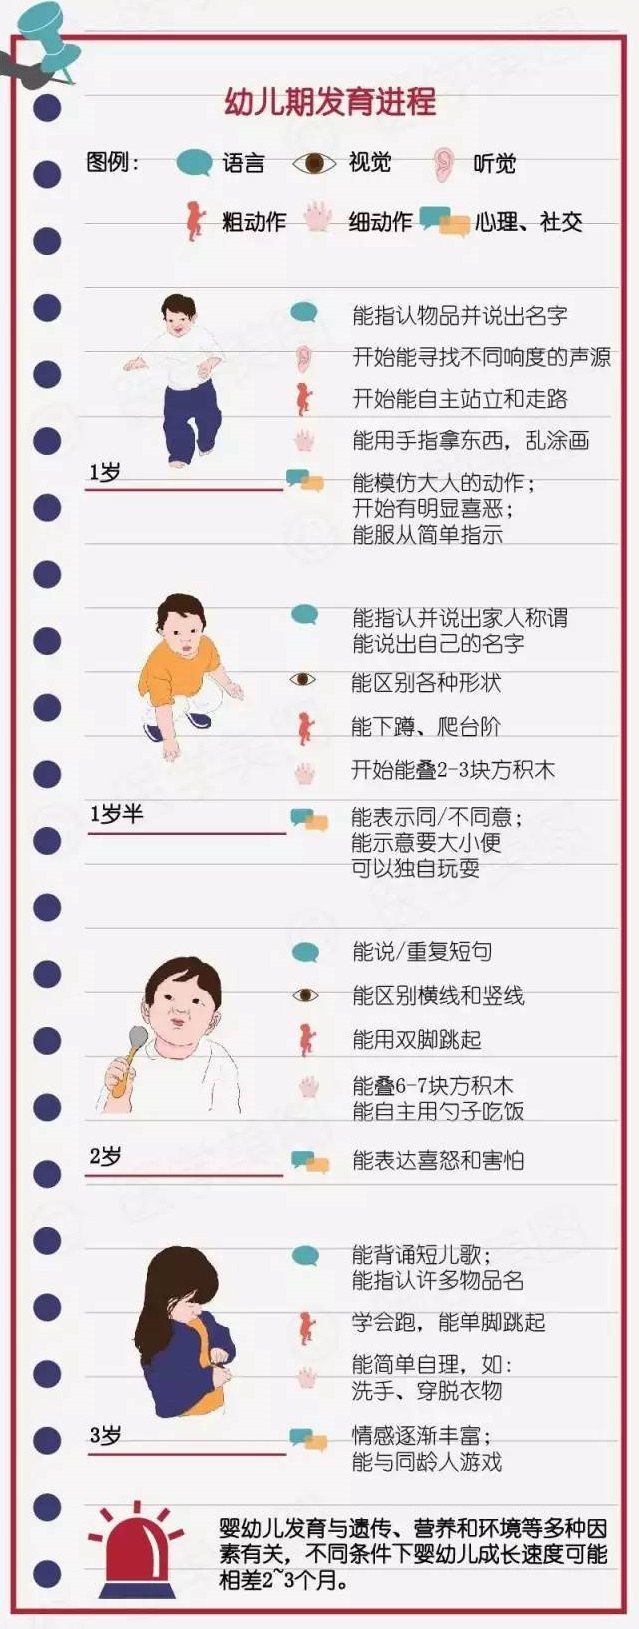 幼儿期发育进程
图例：
语言
视觉
听觉
粗动作
细动作
心理、社交
能指认物品并说出名字
开始能寻找不同响度的声源
开始能自主站立和走路
能用手指拿东西，乱涂画
1岁
能模仿大人的动作；
开始有明显喜恶；
能服从简单指示
能指认并说出家人称谓
能说出自己的名字
能区别各种形状
能下蹲、爬台阶
开始能叠2-3块方积木
1岁半
能表示同/不同意；
能示意要大小便
可以独自玩耍
能说/重复短句
能区别横线和竖线
能用双脚跳起
能叠6-7块方积木
能自主用勺子吃饭
2岁
能表达喜怒和害怕
能背诵短儿歌；
能指认许多物品名
学会跑，能单脚跳起
能简单自理，如：
洗手、穿脱衣物
3岁
情感逐渐丰富；
能与同龄人游戏
婴幼儿发育与遗传、营养和环境等多种因
素有关，不同条件下婴幼儿成长速度可能
相差2~3个月。